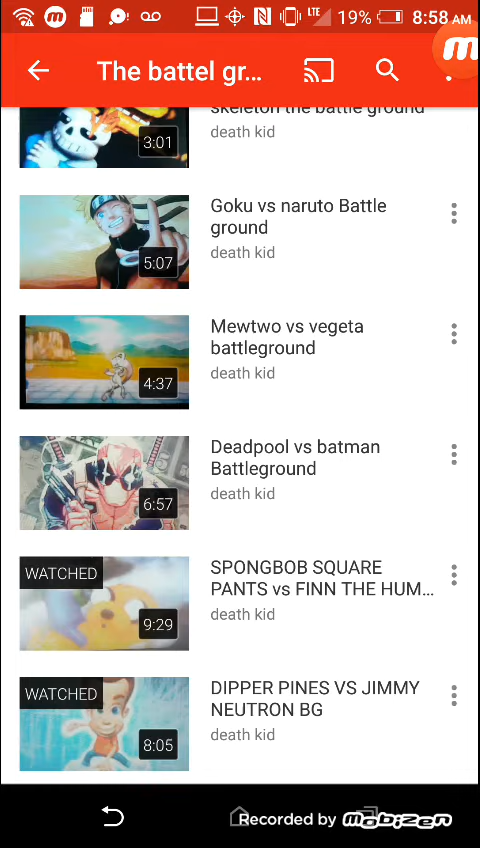 LTE 19% 8:58 AM
The battel gr...
skeleton the battle ground
death kid
3:01
Goku vs naruto Battle
ground
death kid
5:07
Mewtwo vs vegeta
battleground
death kid
4:37
Deadpool vs batman
Battleground
death kid
6:57
WATCHED
SPONGBOB SQUARE
PANTS vs FINN THE HUM...
death kid
9:29
WATCHED
DIPPER PINES VS JIMMY
NEUTRON BG
death kid
8:05
Recorded by Mobizen